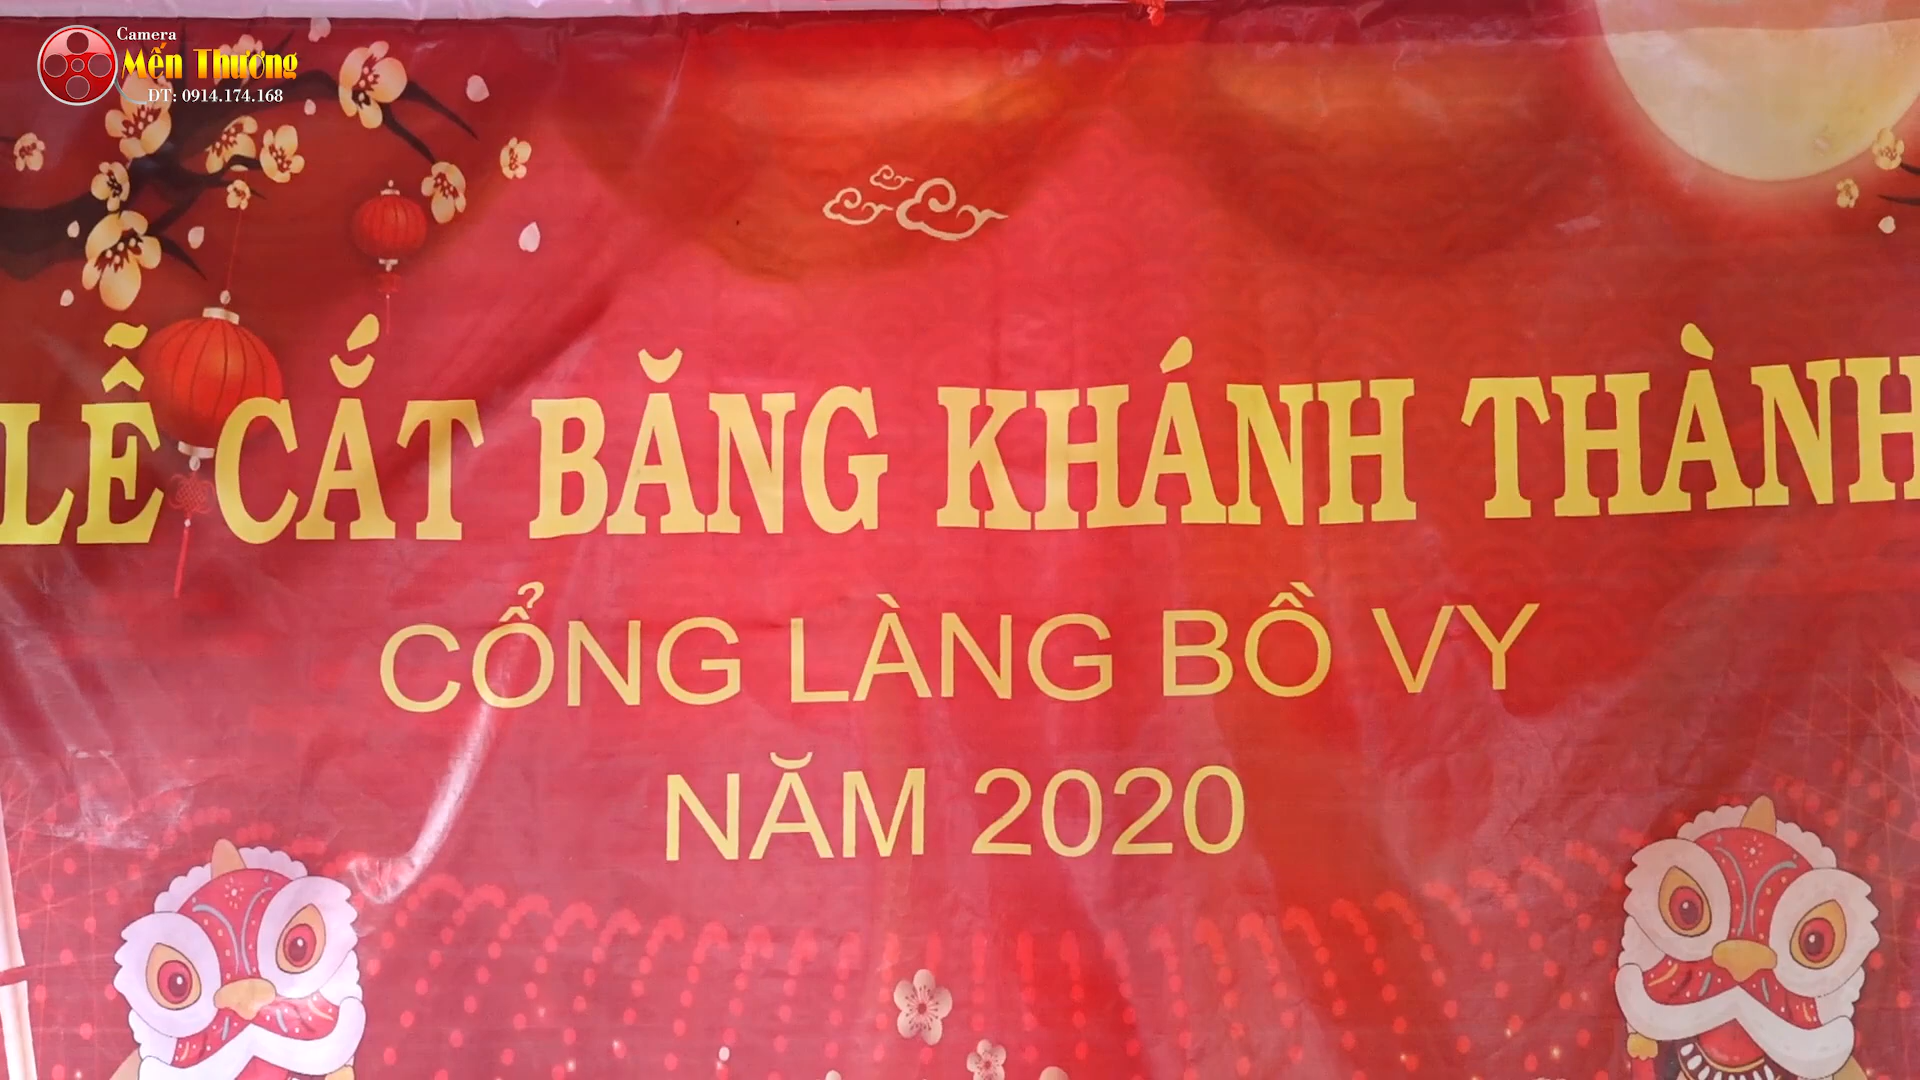 Camera
Mến Thương
ĐT: 0914.174.168
LỄ CẮT BĂNG KHÁNH THÀNH
CỔNG LÀNG BỒ VY
NĂM 2020